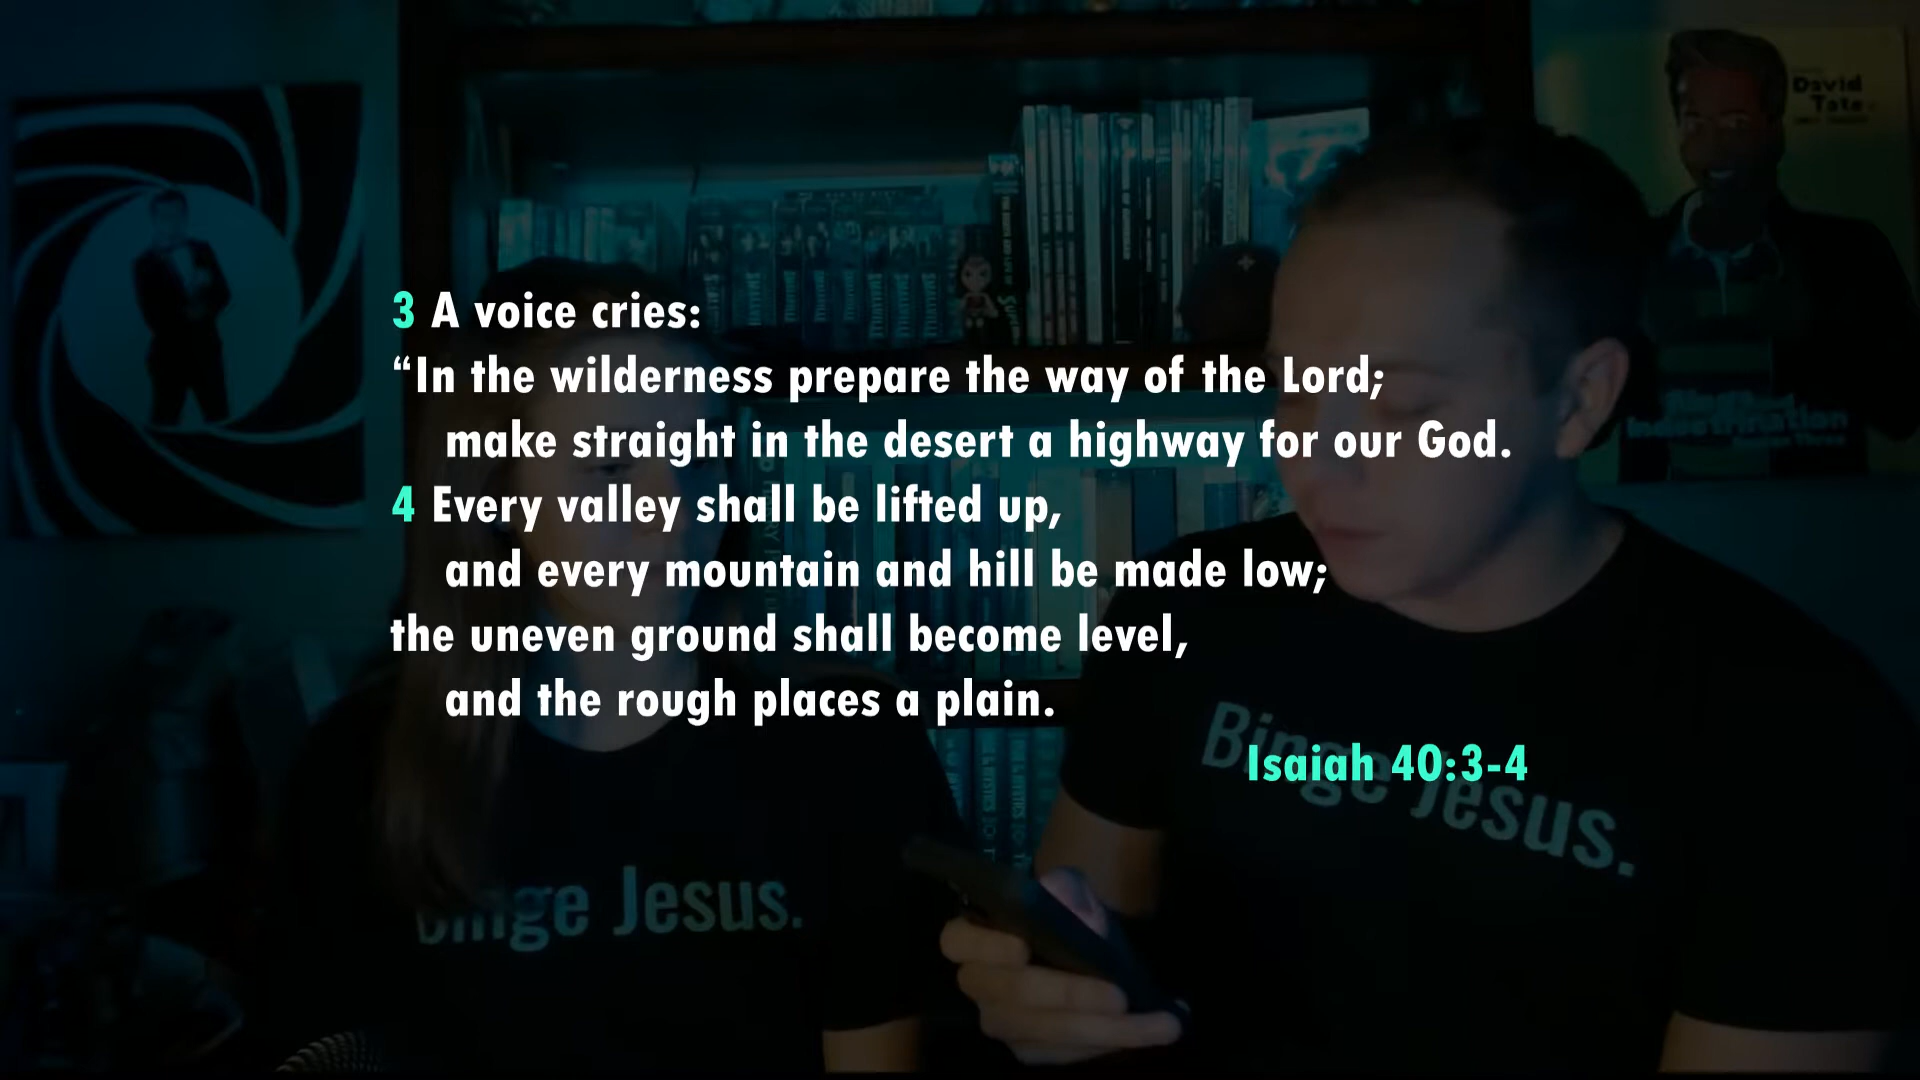 3 A voice cries:
“In the wilderness prepare the way of the Lord;
make straight in the desert a highway for our God.
4 Every valley shall be lifted up,
and every mountain and hill be made low;
the uneven ground shall become level,
and the rough places a plain.
Isaiah 40:3-4
Binge Jesus.
Binge Jesus.
David
Tate